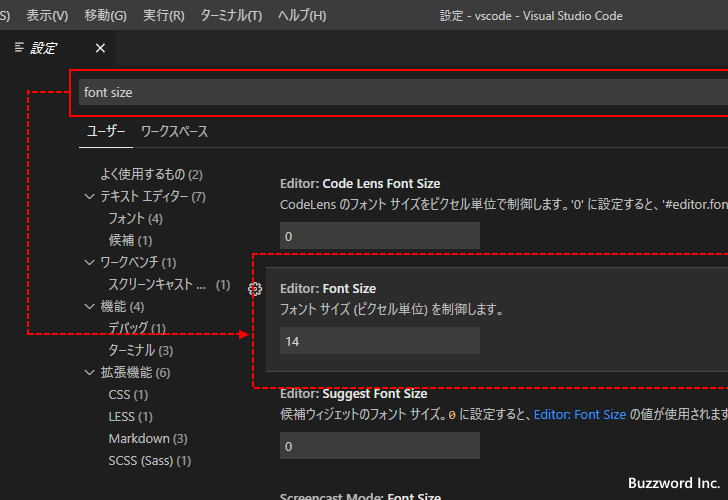 S) 表示(V) 移動(G) 実行(R) ターミナル(T) ヘルプ(H) 設定 - vscode - Visual Studio Code
設定
font size
ユーザー ワークスペース
よく使用するもの (2)
テキスト エディター (7)
フォント (4)
候補 (1)
ワークベンチ (1)
スクリーンキャスト ... (1)
機能 (4)
デバッグ (1)
ターミナル (3)
拡張機能 (6)
CSS (1)
LESS (1)
Markdown (3)
SCSS (Sass) (1)
Editor: Code Lens Font Size
CodeLens のフォント サイズをピクセル単位で制御します。'0' に設定すると、'#editor.fon
0
Editor: Font Size
フォント サイズ (ピクセル単位) を制御します。
14
Editor: Suggest Font Size
候補ウィジェットのフォント サイズ。0 に設定すると、Editor: Font Size の値が使用されます
0
Screencast Mode: Font Size
Buzzword Inc.